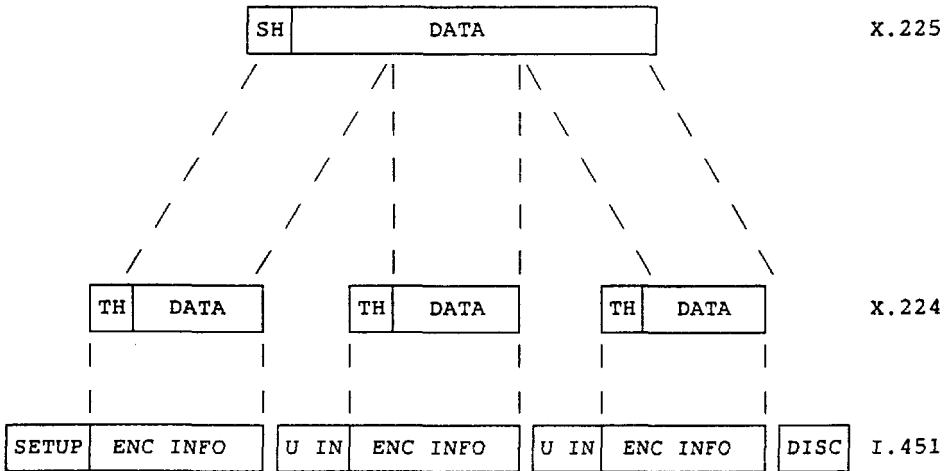 SH DATA X.225
TH DATA TH DATA TH DATA X.224
SETUP ENC INFO U IN ENC INFO U IN ENC INFO DISC I.451